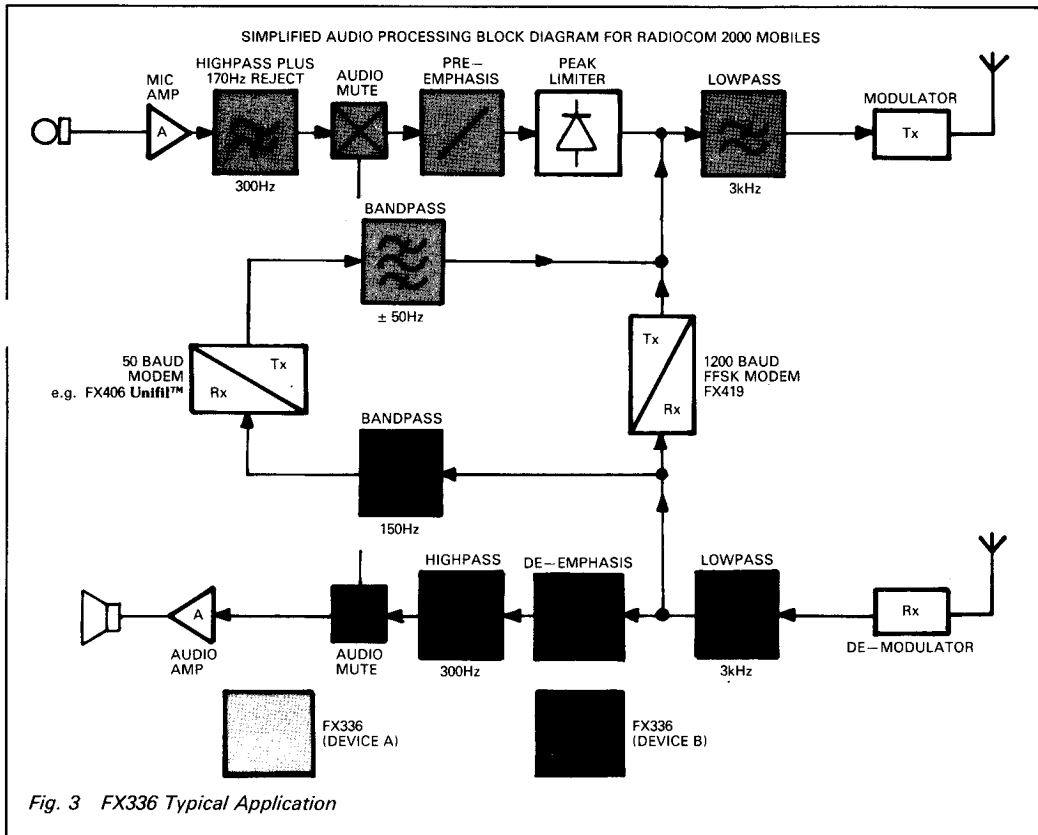 SIMPLIFIED AUDIO PROCESSING BLOCK DIAGRAM FOR RADIOCOM 2000 MOBILES
MIC
AMP
A
HIGHPASS PLUS
170Hz REJECT
300Hz
AUDIO
MUTE
PRE—
EMPHASIS
PEAK
LIMITER
LOWPASS
3kHz
MODULATOR
Tx
BANDPASS
± 50Hz
50 BAUD
MODEM
e.g. FX406 Unifil™
Tx
Rx
Tx
Rx
1200 BAUD
FFSK MODEM
FX419
BANDPASS
150Hz
HIGHPASS
300Hz
DE—EMPHASIS
LOWPASS
3kHz
Rx
DE—MODULATOR
A
AUDIO
AMP
AUDIO
MUTE
FX336
(DEVICE A)
FX336
(DEVICE B)
Fig. 3 FX336 Typical Application